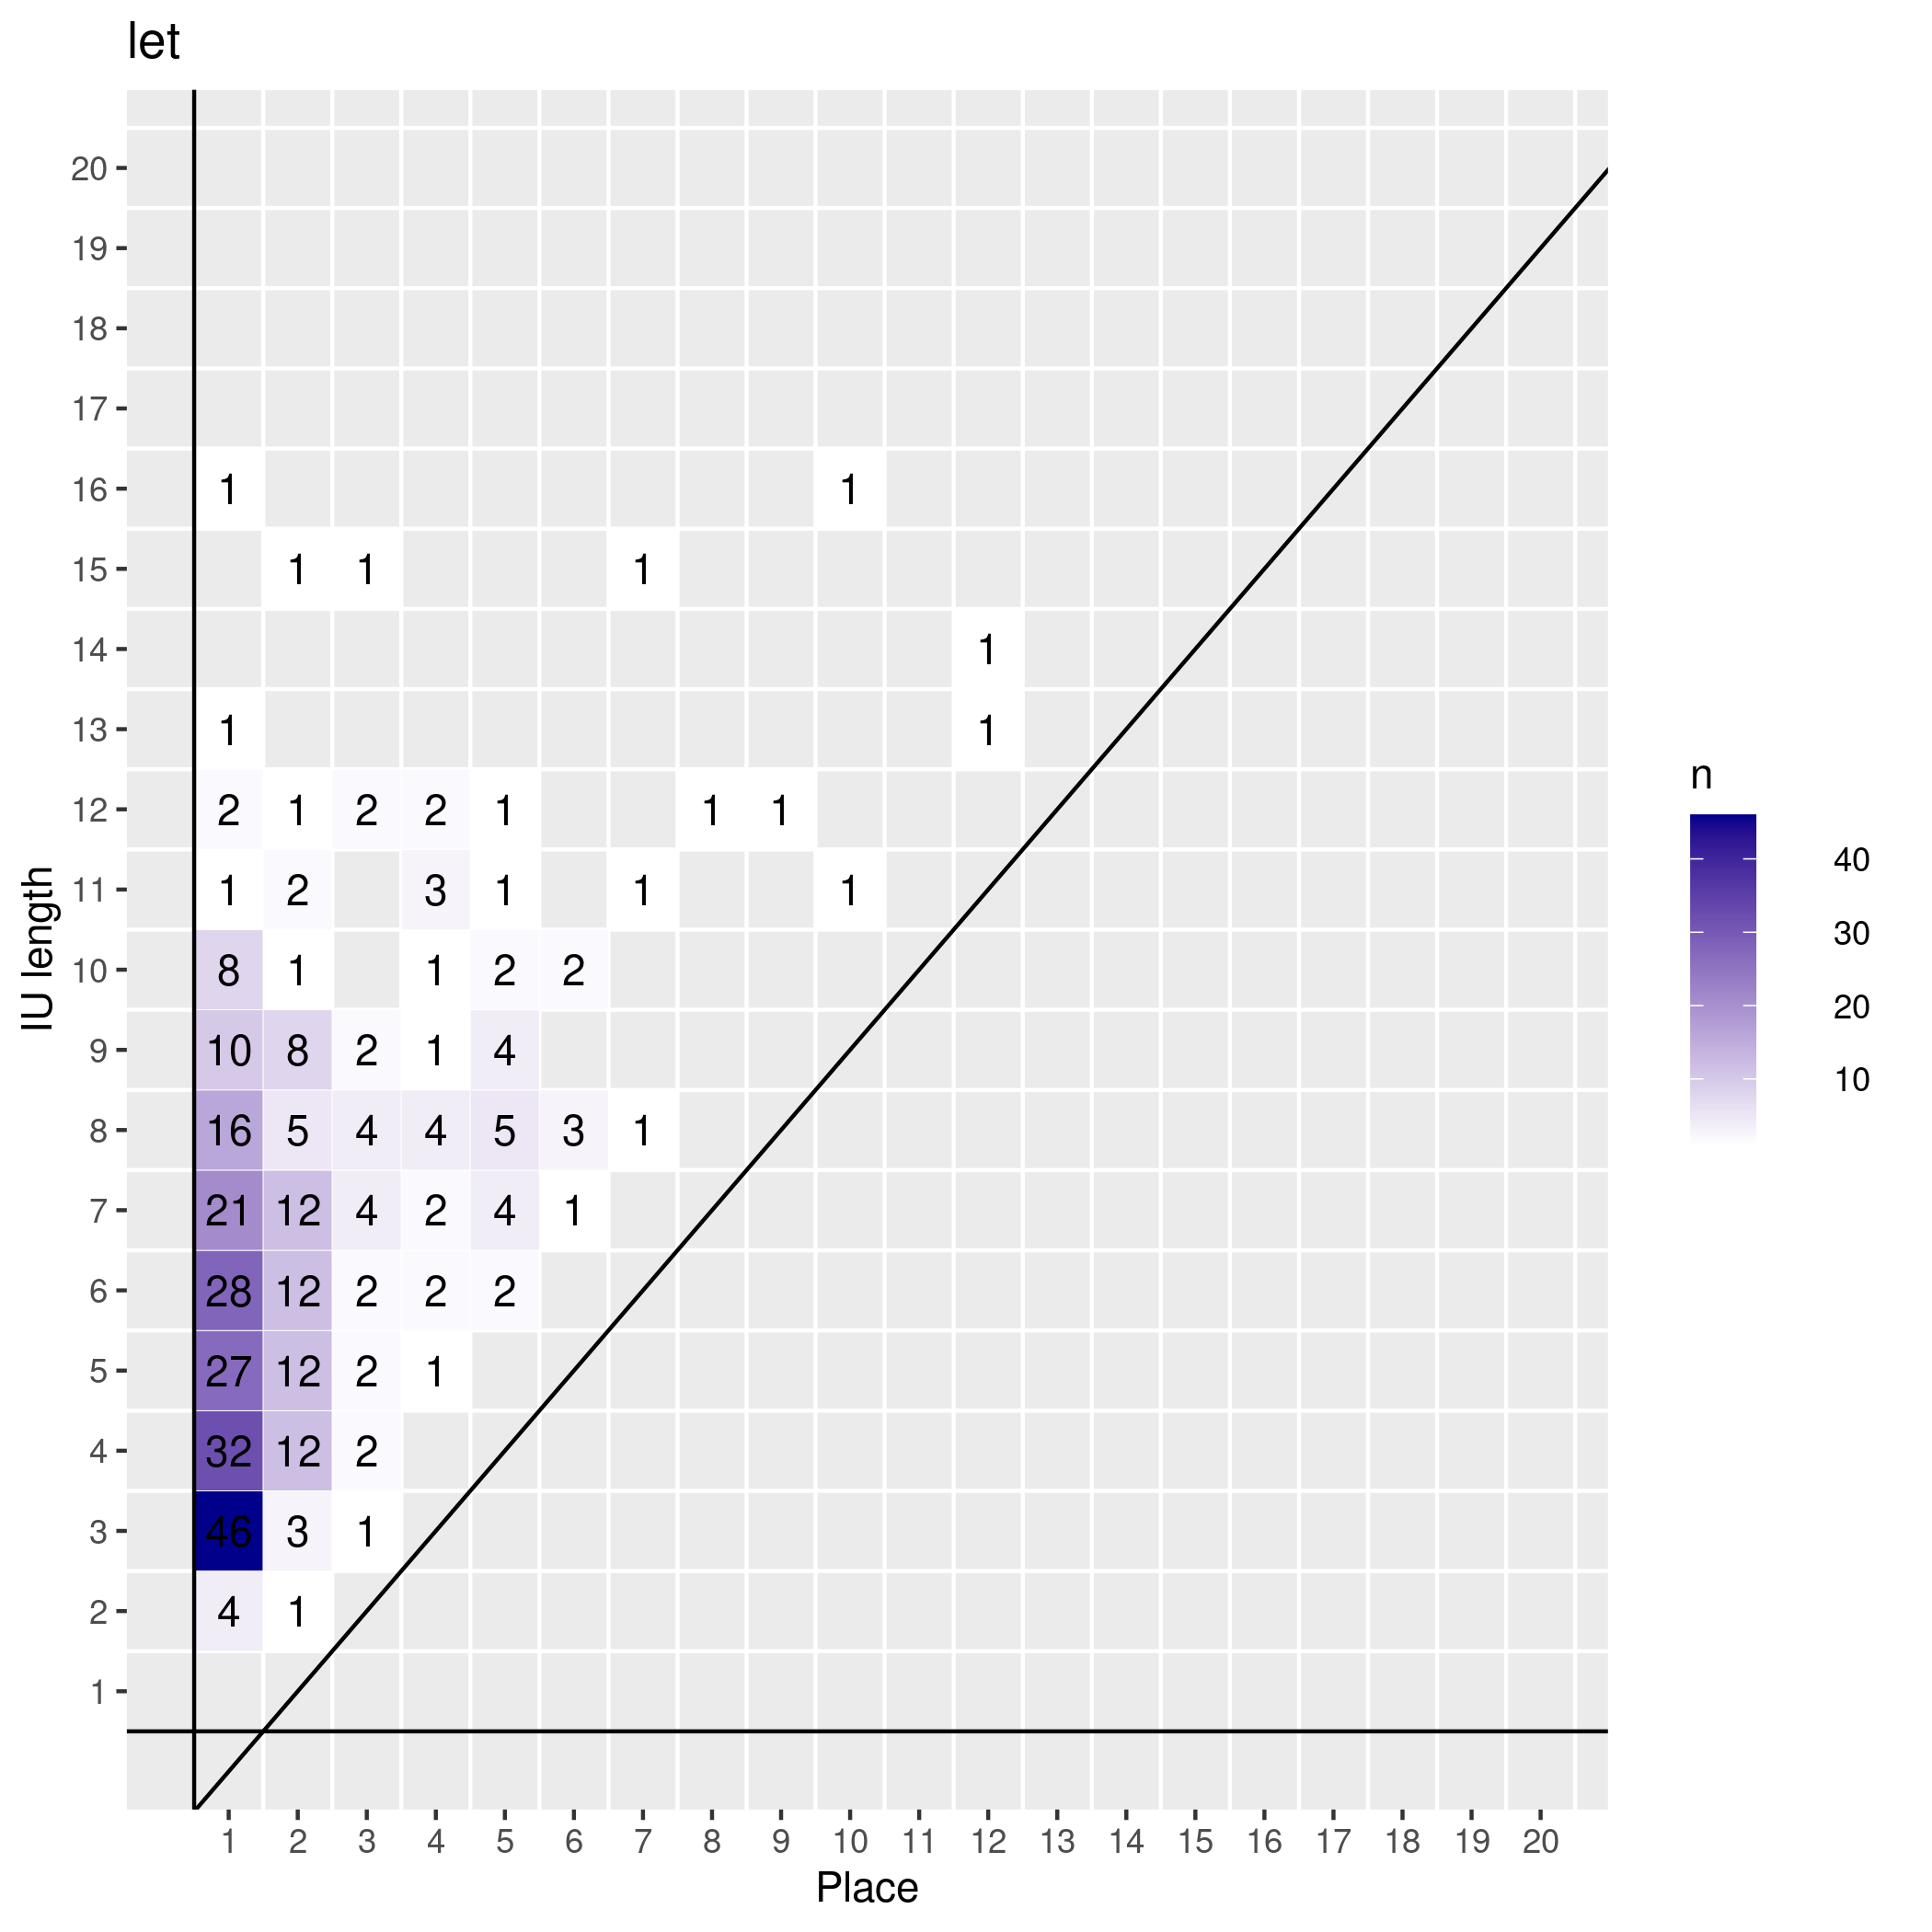 let
20
19
18
17
16 1 1
15 1 1 1
14 1
13 1 1
12 2 1 2 2 1 1 1
11 1 2 3 1 1 1
10 8 1 1 2 2
9 10 8 2 1 4
8 16 5 4 4 5 3 1
7 21 12 4 2 4 1
6 28 12 2 2 2
5 27 12 2 1
4 32 12 2
3 46 3 1
2 4 1
1
1 2 3 4 5 6 7 8 9 10 11 12 13 14 15 16 17 18 19 20
Place
IU length
n
40
30
20
10